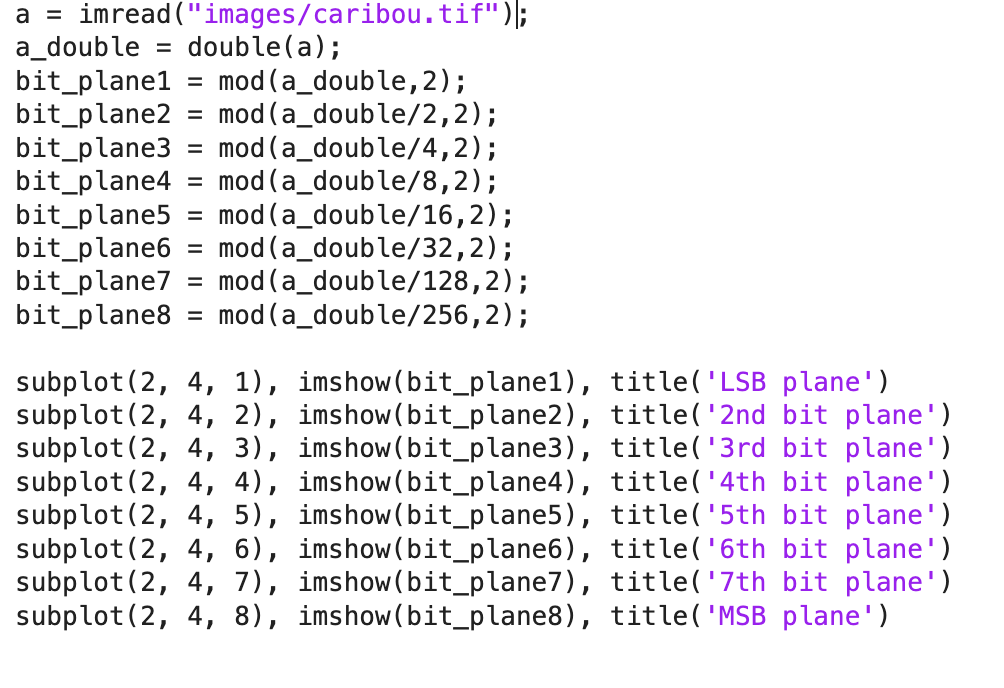 a = imread("images/caribou.tif");
a_double = double(a);
bit_plane1 = mod(a_double,2);
bit_plane2 = mod(a_double/2,2);
bit_plane3 = mod(a_double/4,2);
bit_plane4 = mod(a_double/8,2);
bit_plane5 = mod(a_double/16,2);
bit_plane6 = mod(a_double/32,2);
bit_plane7 = mod(a_double/128,2);
bit_plane8 = mod(a_double/256,2);
subplot(2, 4, 1), imshow(bit_plane1), title('LSB plane')
subplot(2, 4, 2), imshow(bit_plane2), title('2nd bit plane')
subplot(2, 4, 3), imshow(bit_plane3), title('3rd bit plane')
subplot(2, 4, 4), imshow(bit_plane4), title('4th bit plane')
subplot(2, 4, 5), imshow(bit_plane5), title('5th bit plane')
subplot(2, 4, 6), imshow(bit_plane6), title('6th bit plane')
subplot(2, 4, 7), imshow(bit_plane7), title('7th bit plane')
subplot(2, 4, 8), imshow(bit_plane8), title('MSB plane')